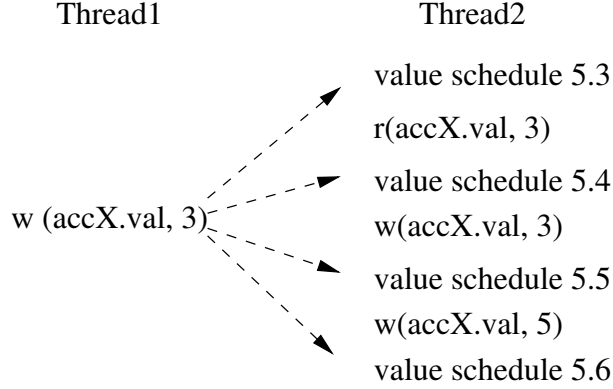 Thread1 Thread2
value schedule 5.3
r(accX.val, 3)
value schedule 5.4
w (accX.val, 3)
w(accX.val, 3)
value schedule 5.5
w(accX.val, 5)
value schedule 5.6